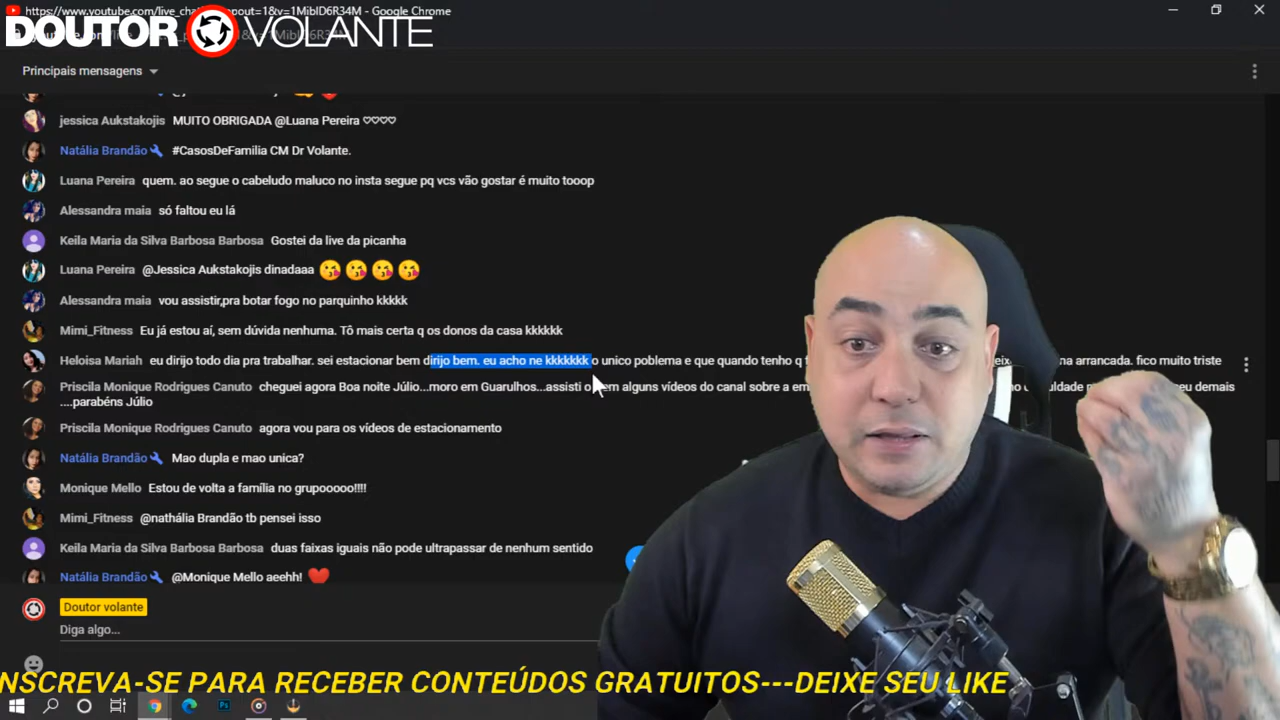 https://www.youtube.com/live_chat?is_popout=1&v=1MiblD6R34M - Google Chrome
DOUTOR VOLANTE
Principais mensagens
jessica Aukstakojis MUITO OBRIGADA @Luana Pereira ♡♡♡♡
Natália Brandão #CasosDeFamilia CM Dr Volante.
Luana Pereira quem. ao segue o cabeludo maluco no insta segue pq vcs vão gostar é muito tooop
Alessandra maia só faltou eu lá
Keila Maria da Silva Barbosa Barbosa Gostei da live da picanha
Luana Pereira @Jessica Aukstakojis dinadaaa 😘 😘 😘 😘
Alessandra maia vou assistir,pra botar fogo no parquinho kkkkk
Mimi_Fitness Eu já estou aí, sem dúvida nenhuma. Tô mais certa q os donos da casa kkkkkk
Heloisa Mariah eu dirijo todo dia pra trabalhar. sei estacionar bem dirijo bem. eu acho ne kkkkkkk o unico poblema e que quando tenho q na arrancada. fico muito triste
Priscila Monique Rodrigues Canuto cheguei agora Boa noite Júlio...moro em Guarulhos...assisti alguns vídeos do canal sobre a demais
....parabéns Júlio
Priscila Monique Rodrigues Canuto agora vou para os vídeos de estacionamento
Natália Brandão Mao dupla e mao unica?
Monique Mello Estou de volta a família no grupooooo!!!!
Mimi_Fitness @nathália Brandão tb pensei isso
Keila Maria da Silva Barbosa Barbosa duas faixas iguais não pode ultrapassar de nenhum sentido
Natália Brandão @Monique Mello aeehh! ❤
Doutor volante
Diga algo...
NSCREVA-SE PARA RECEBER CONTEÚDOS GRATUITOS---DEIXE SEU LIKE